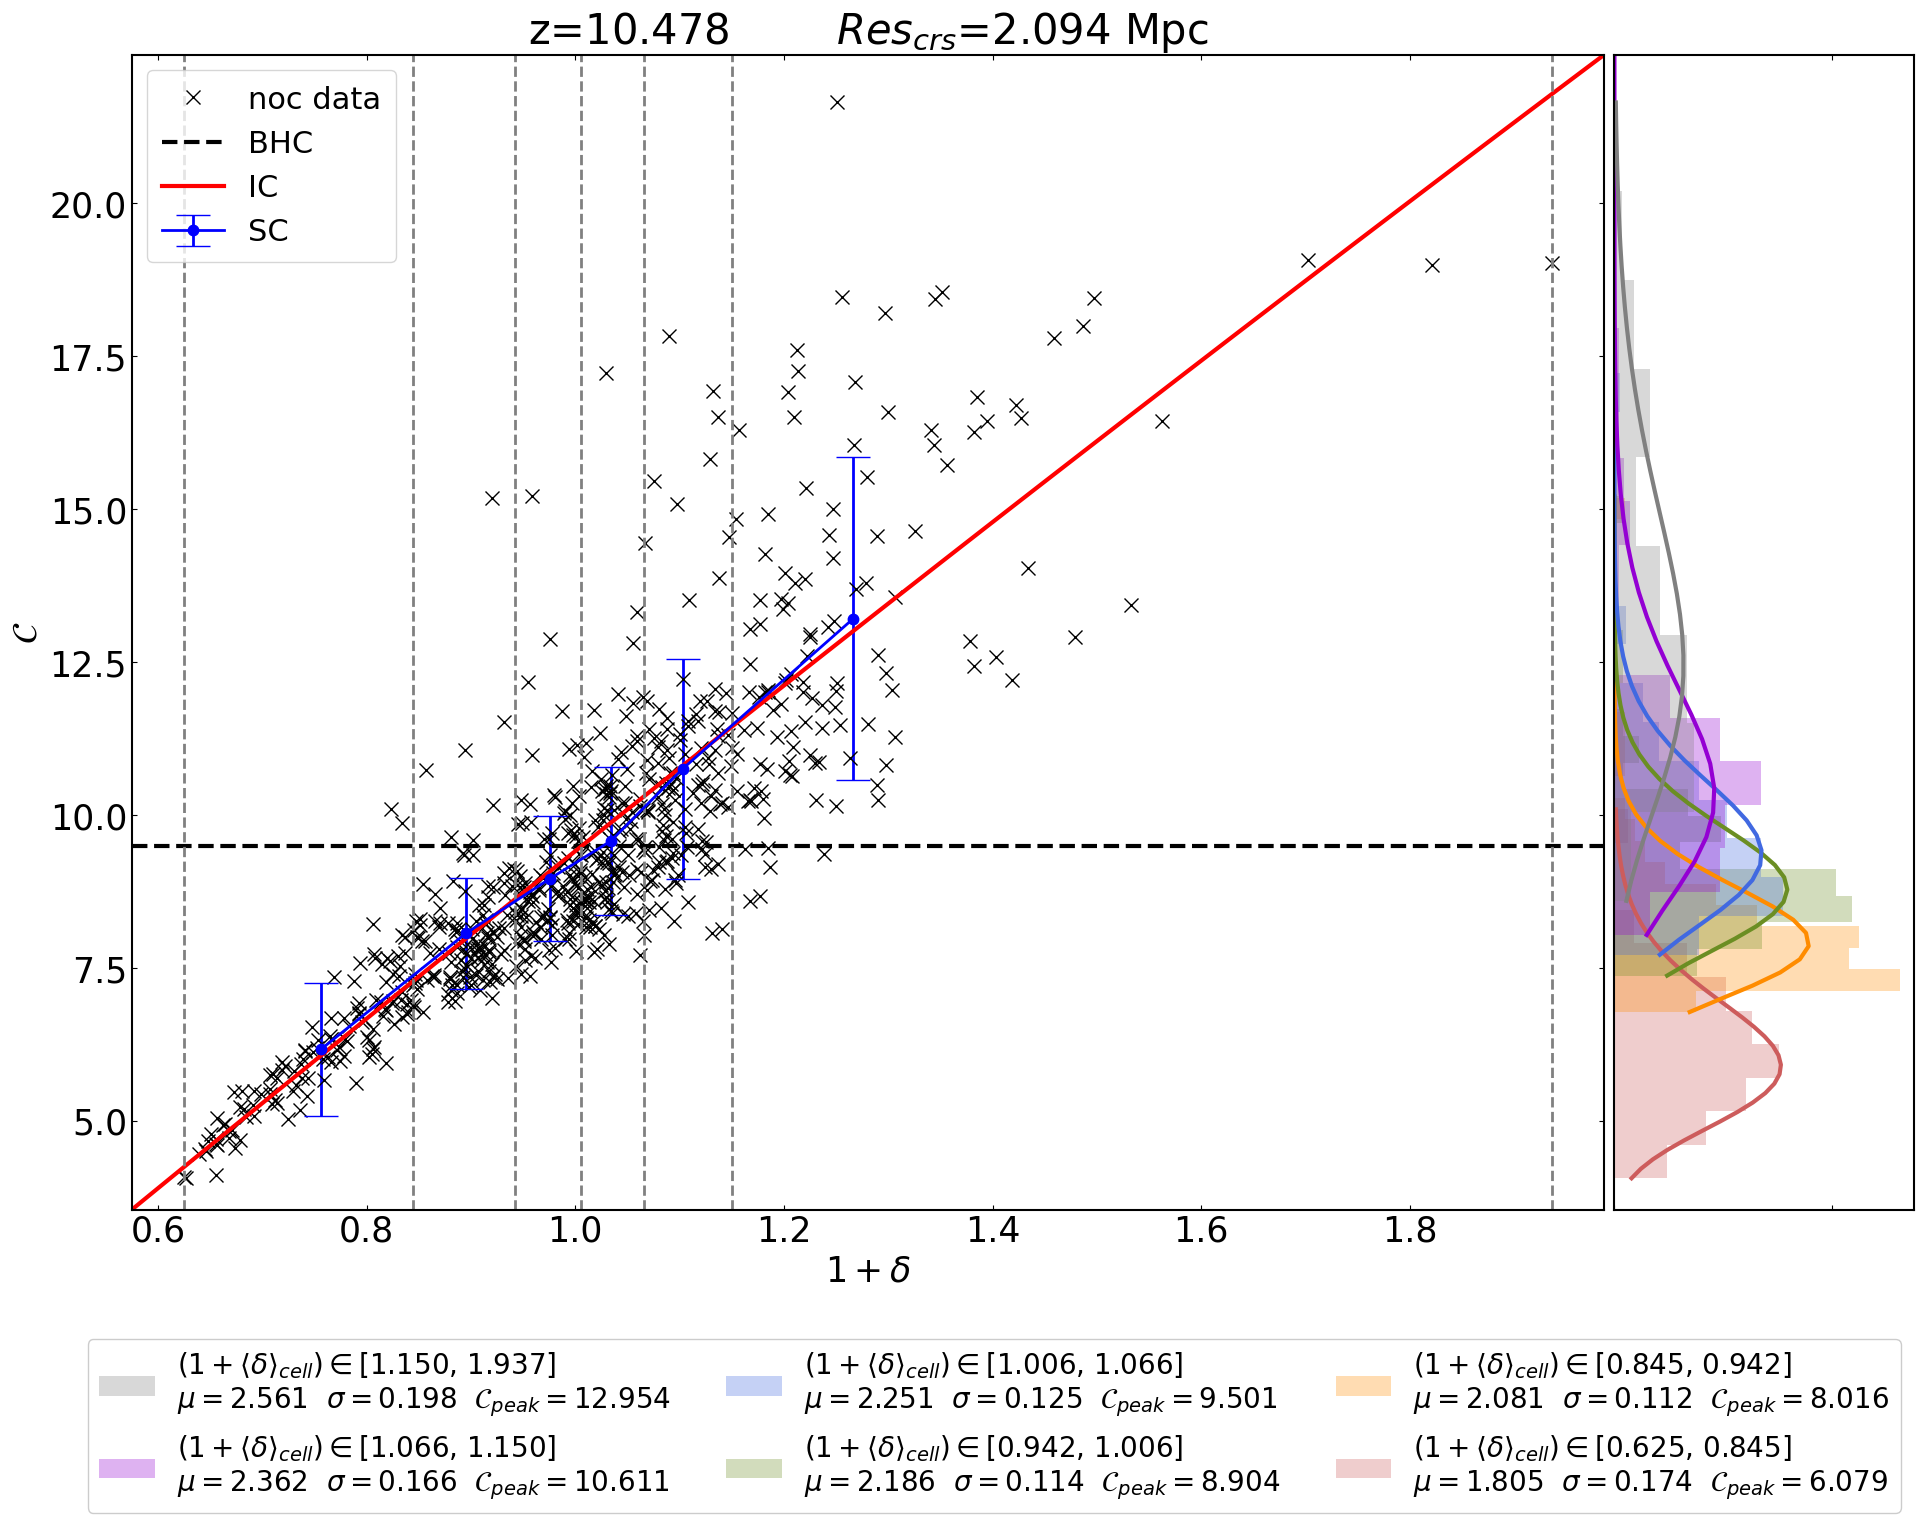 z=10.478 Res_crs=2.094 Mpc
noc data
BHC
IC
SC
20.0
17.5
15.0
12.5
10.0
7.5
5.0
𝒞
0.6 0.8 1.0 1.2 1.4 1.6 1.8
1 + δ
(1 + ⟨δ⟩_cell) ∈ [1.150, 1.937]
μ = 2.561 σ = 0.198 𝒞_peak = 12.954
(1 + ⟨δ⟩_cell) ∈ [1.066, 1.150]
μ = 2.362 σ = 0.166 𝒞_peak = 10.611
(1 + ⟨δ⟩_cell) ∈ [1.006, 1.066]
μ = 2.251 σ = 0.125 𝒞_peak = 9.501
(1 + ⟨δ⟩_cell) ∈ [0.942, 1.006]
μ = 2.186 σ = 0.114 𝒞_peak = 8.904
(1 + ⟨δ⟩_cell) ∈ [0.845, 0.942]
μ = 2.081 σ = 0.112 𝒞_peak = 8.016
(1 + ⟨δ⟩_cell) ∈ [0.625, 0.845]
μ = 1.805 σ = 0.174 𝒞_peak = 6.079